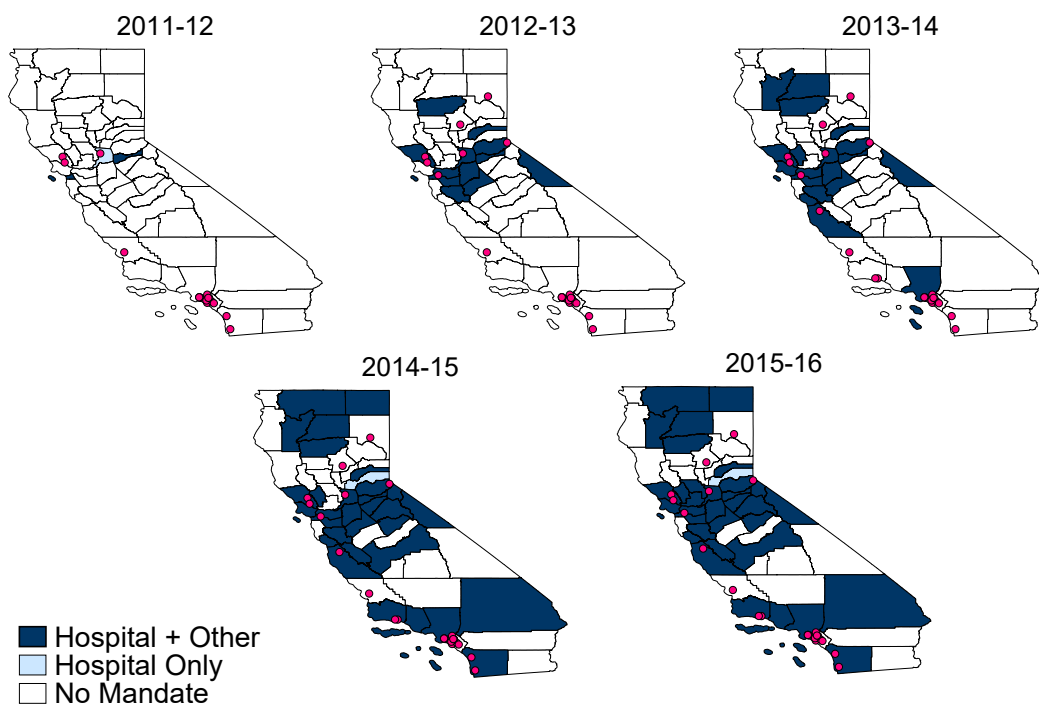 2011-12
2012-13
2013-14
2014-15
2015-16
Hospital + Other
Hospital Only
No Mandate